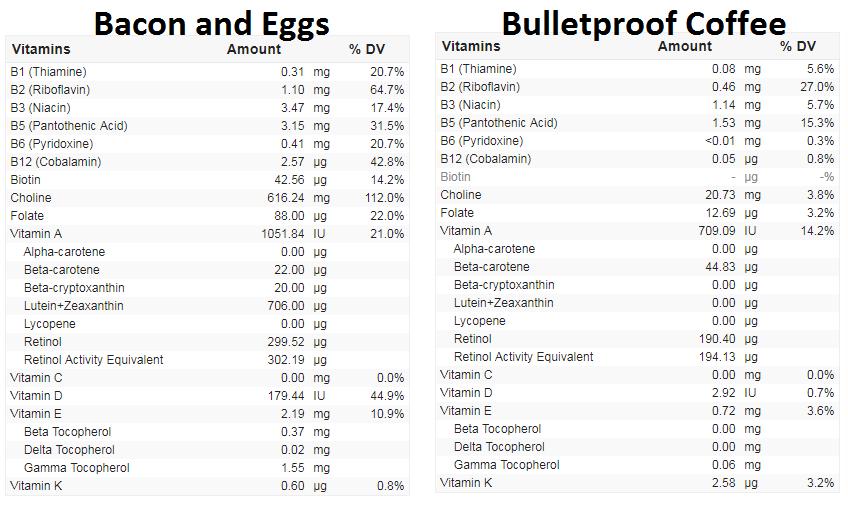 Bacon and Eggs
Vitamins Amount % DV
B1 (Thiamine) 0.31 mg 20.7%
B2 (Riboflavin) 1.10 mg 64.7%
B3 (Niacin) 3.47 mg 17.4%
B5 (Pantothenic Acid) 3.15 mg 31.5%
B6 (Pyridoxine) 0.41 mg 20.7%
B12 (Cobalamin) 2.57 µg 42.8%
Biotin 42.56 µg 14.2%
Choline 616.24 mg 112.0%
Folate 88.00 µg 22.0%
Vitamin A 1051.84 IU 21.0%
Alpha-carotene 0.00 µg
Beta-carotene 22.00 µg
Beta-cryptoxanthin 20.00 µg
Lutein+Zeaxanthin 706.00 µg
Lycopene 0.00 µg
Retinol 299.52 µg
Retinol Activity Equivalent 302.19 µg
Vitamin C 0.00 mg 0.0%
Vitamin D 179.44 IU 44.9%
Vitamin E 2.19 mg 10.9%
Beta Tocopherol 0.37 mg
Delta Tocopherol 0.02 mg
Gamma Tocopherol 1.55 mg
Vitamin K 0.60 µg 0.8%
Bulletproof Coffee
Vitamins Amount % DV
B1 (Thiamine) 0.08 mg 5.6%
B2 (Riboflavin) 0.46 mg 27.0%
B3 (Niacin) 1.14 mg 5.7%
B5 (Pantothenic Acid) 1.53 mg 15.3%
B6 (Pyridoxine) <0.01 mg 0.3%
B12 (Cobalamin) 0.05 µg 0.8%
Biotin - µg -%
Choline 20.73 mg 3.8%
Folate 12.69 µg 3.2%
Vitamin A 709.09 IU 14.2%
Alpha-carotene 0.00 µg
Beta-carotene 44.83 µg
Beta-cryptoxanthin 0.00 µg
Lutein+Zeaxanthin 0.00 µg
Lycopene 0.00 µg
Retinol 190.40 µg
Retinol Activity Equivalent 194.13 µg
Vitamin C 0.00 mg 0.0%
Vitamin D 2.92 IU 0.7%
Vitamin E 0.72 mg 3.6%
Beta Tocopherol 0.00 mg
Delta Tocopherol 0.00 mg
Gamma Tocopherol 0.06 mg
Vitamin K 2.58 µg 3.2%